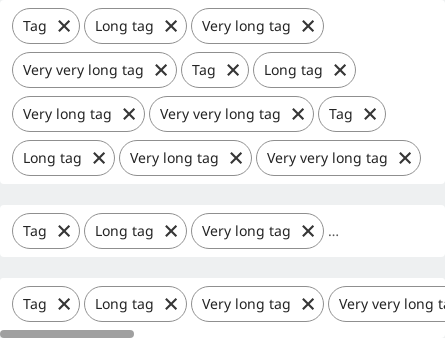 Tag Long tag Very long tag
Very very long tag Tag Long tag
Very long tag Very very long tag Tag
Long tag Very long tag Very very long tag
Tag Long tag Very long tag ...
Tag Long tag Very long tag Very very long ta